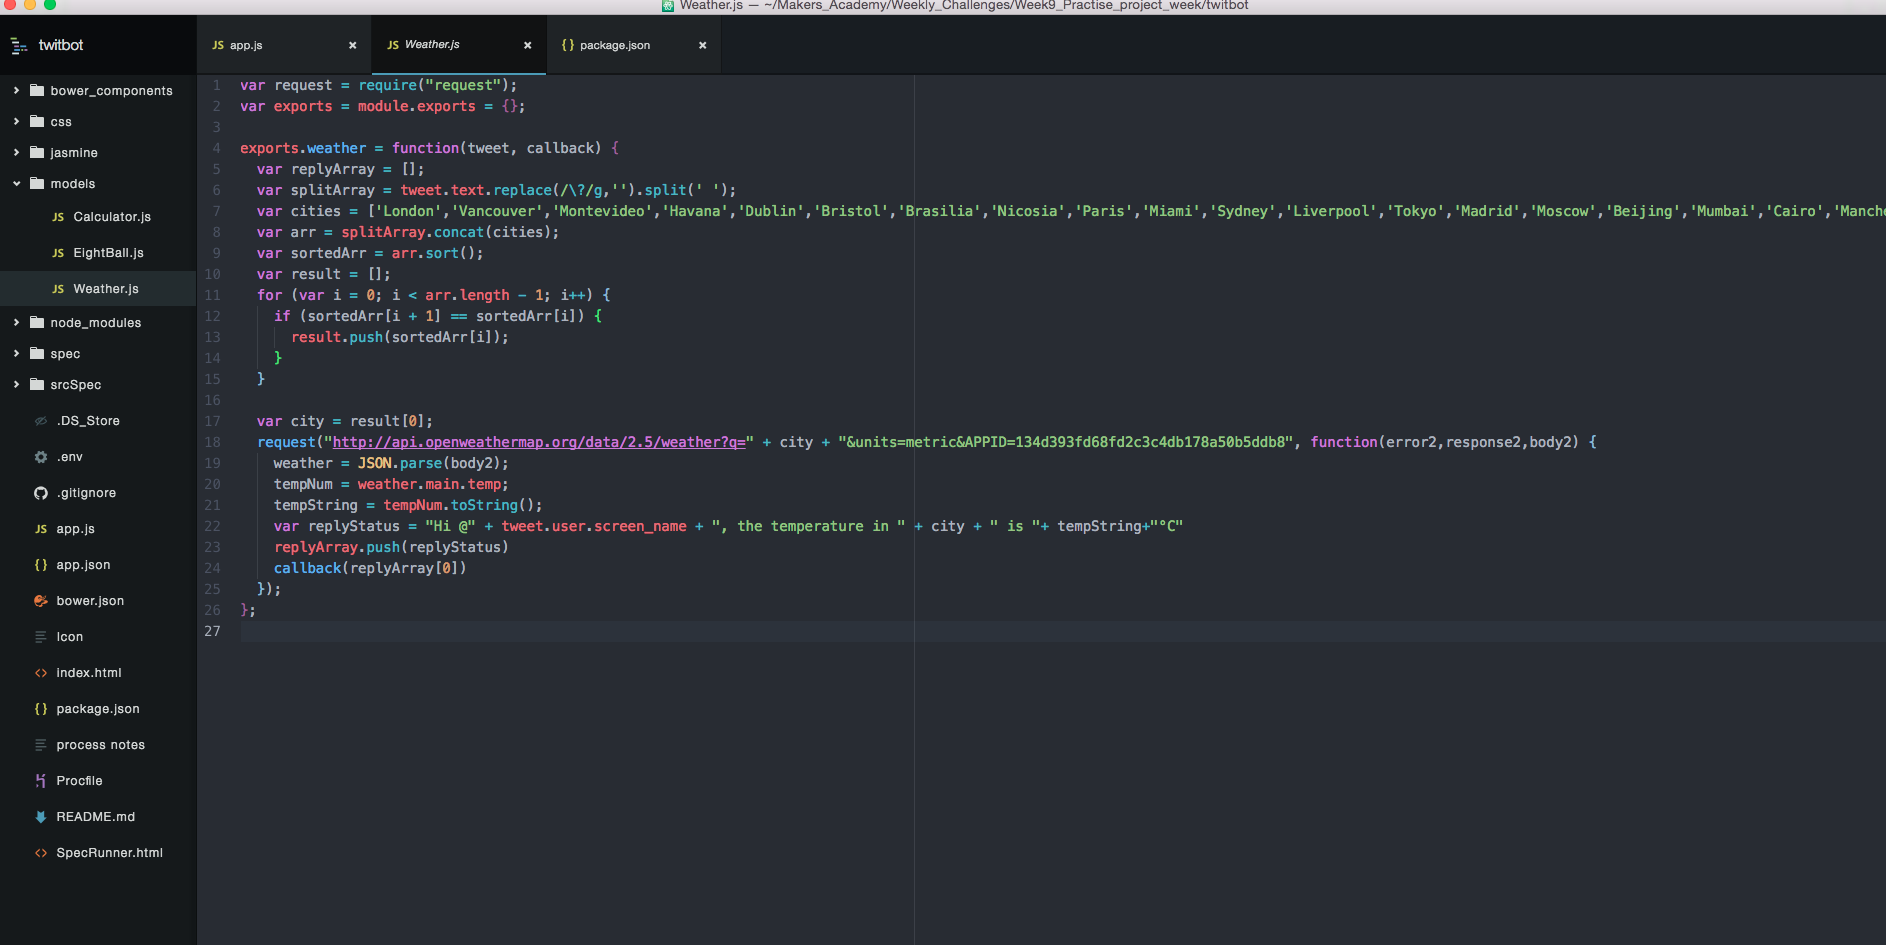 Weather.js — ~/Makers_Academy/Weekly_Challenges/Week9_Practise_project_week/twitbot
twitbot
JS app.js ×
JS Weather.js ×
{} package.json ×
bower_components
css
jasmine
models
JS Calculator.js
JS EightBall.js
JS Weather.js
node_modules
spec
srcSpec
.DS_Store
.env
.gitignore
JS app.js
{} app.json
bower.json
Icon
<> index.html
{} package.json
process notes
Procfile
README.md
<> SpecRunner.html
1 var request = require("request");
2 var exports = module.exports = {};
3
4 exports.weather = function(tweet, callback) {
5 var replyArray = [];
6 var splitArray = tweet.text.replace(/\?/g,'').split(' ');
7 var cities = ['London','Vancouver','Montevideo','Havana','Dublin','Bristol','Brasilia','Nicosia','Paris','Miami','Sydney','Liverpool','Tokyo','Madrid','Moscow','Beijing','Mumbai','Cairo','Manch
8 var arr = splitArray.concat(cities);
9 var sortedArr = arr.sort();
10 var result = [];
11 for (var i = 0; i < arr.length - 1; i++) {
12 if (sortedArr[i + 1] == sortedArr[i]) {
13 result.push(sortedArr[i]);
14 }
15 }
16
17 var city = result[0];
18 request("http://api.openweathermap.org/data/2.5/weather?q=" + city + "&units=metric&APPID=134d393fd68fd2c3c4db178a50b5ddb8", function(error2,response2,body2) {
19 weather = JSON.parse(body2);
20 tempNum = weather.main.temp;
21 tempString = tempNum.toString();
22 var replyStatus = "Hi @" + tweet.user.screen_name + ", the temperature in " + city + " is "+ tempString+"°C"
23 replyArray.push(replyStatus)
24 callback(replyArray[0])
25 });
26 };
27